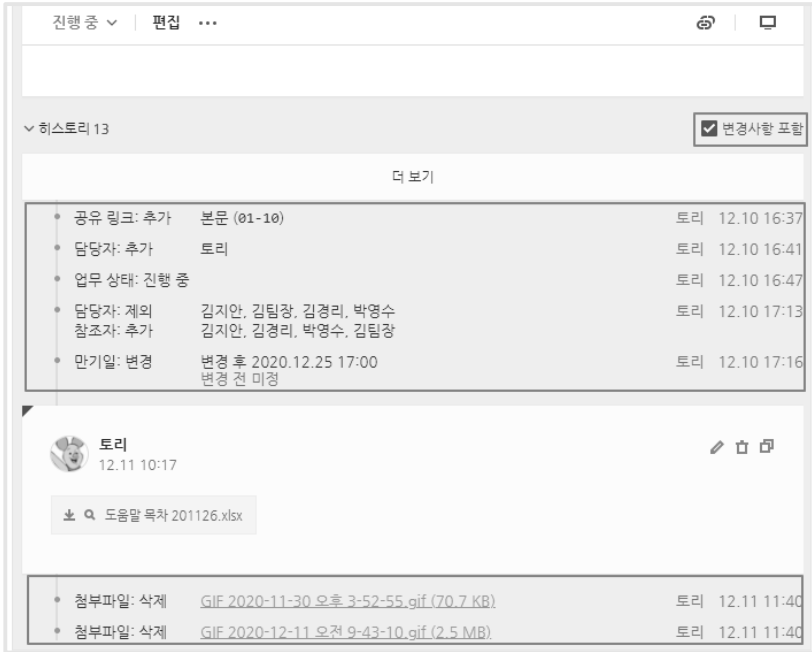 진행 중 편집 ...
히스토리 13 변경사항 포함
더 보기
공유 링크: 추가 본문 (01-10) 토리 12.10 16:37
담당자: 추가 토리 토리 12.10 16:41
업무 상태: 진행 중 토리 12.10 16:47
담당자: 제외 김지안, 김팀장, 김경리, 박영수 토리 12.10 17:13
참조자: 추가 김지안, 김경리, 박영수, 김팀장
만기일: 변경 변경 후 2020.12.25 17:00 토리 12.10 17:16
변경 전 미정
토리
12.11 10:17
도움말 목차 201126.xlsx
첨부파일: 삭제 GIF 2020-11-30 오후 3-52-55.gif (70.7 KB) 토리 12.11 11:40
첨부파일: 삭제 GIF 2020-12-11 오전 9-43-10.gif (2.5 MB) 토리 12.11 11:40